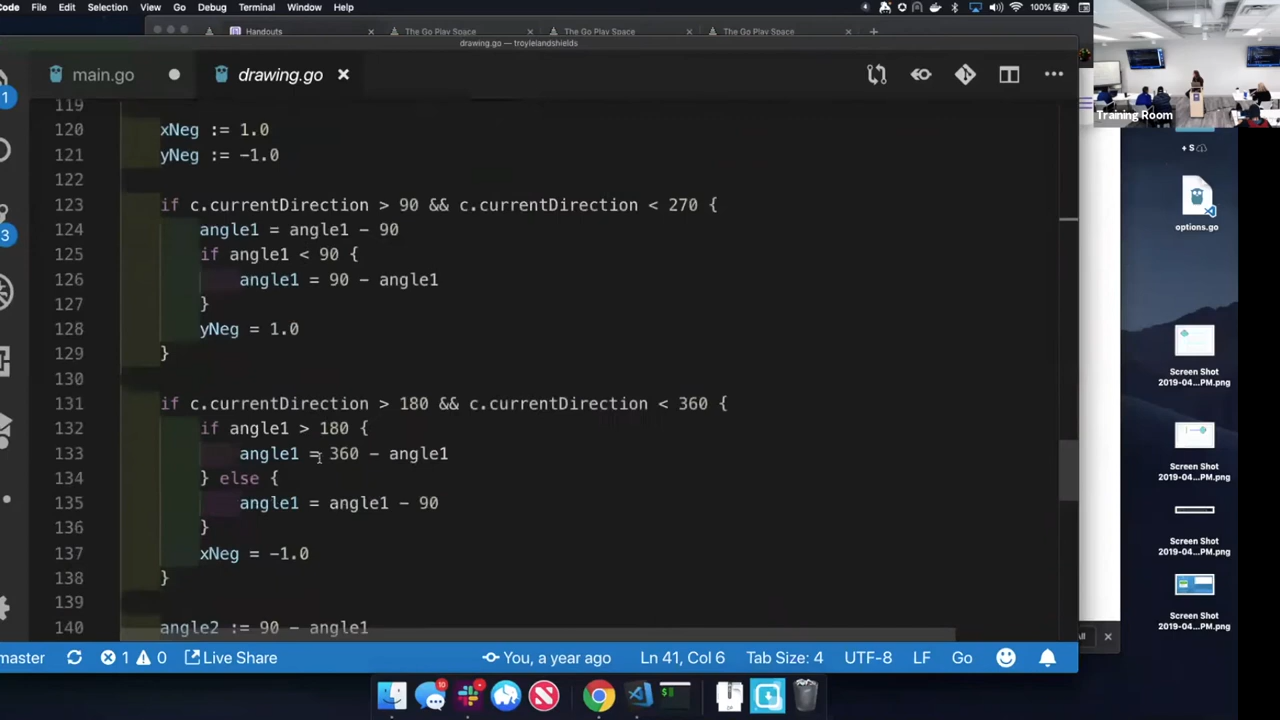 Code File Edit Selection View Go Debug Terminal Window Help 100%
Handouts The Go Play Space The Go Play Space The Go Play Space
drawing.go — troylelandshields
main.go drawing.go
119
120 xNeg := 1.0
121 yNeg := -1.0
122
123 if c.currentDirection > 90 && c.currentDirection < 270 {
124 angle1 = angle1 - 90
125 if angle1 < 90 {
126 angle1 = 90 - angle1
127 }
128 yNeg = 1.0
129 }
130
131 if c.currentDirection > 180 && c.currentDirection < 360 {
132 if angle1 > 180 {
133 angle1 = 360 - angle1
134 } else {
135 angle1 = angle1 - 90
136 }
137 xNeg = -1.0
138 }
139
140 angle2 := 90 - angle1
1
3
master 1 0 Live Share You, a year ago Ln 41, Col 6 Tab Size: 4 UTF-8 LF Go
10
Training Room
+ S
options.go
Screen Shot
2019-04...PM.png
Screen Shot
2019-04...PM.png
Screen Shot
2019-04...PM.png
Screen Shot
2019-04...PM.png